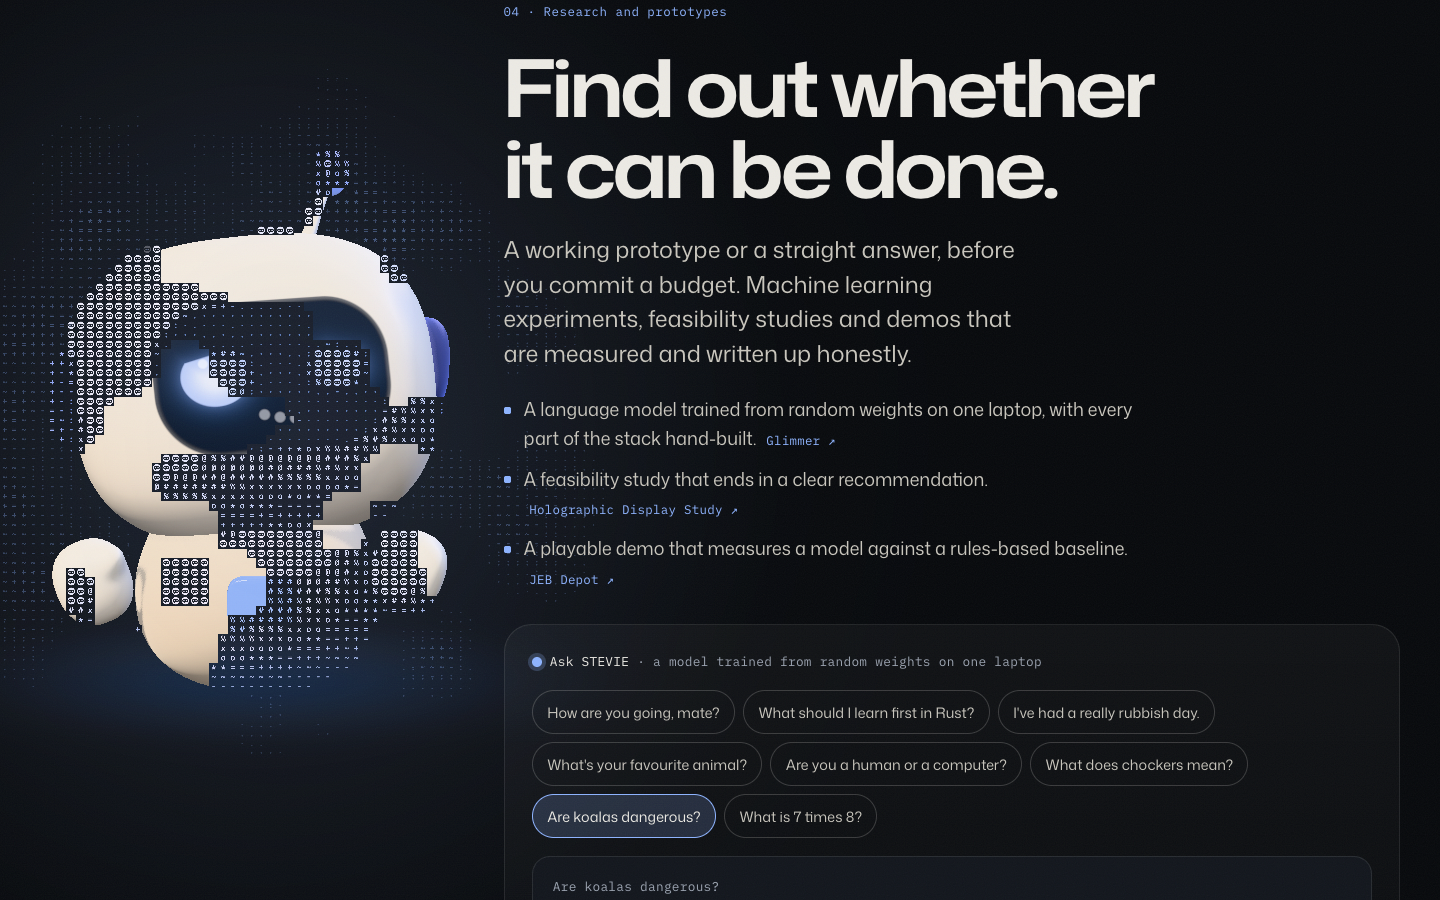 04 · Research and prototypes
Find out whether
it can be done.
A working prototype or a straight answer, before
you commit a budget. Machine learning
experiments, feasibility studies and demos that
are measured and written up honestly.
A language model trained from random weights on one laptop, with every
part of the stack hand-built. Glimmer ↗
A feasibility study that ends in a clear recommendation.
Holographic Display Study ↗
A playable demo that measures a model against a rules-based baseline.
JEB Depot ↗
Ask STEVIE · a model trained from random weights on one laptop
How are you going, mate? What should I learn first in Rust? I've had a really rubbish day.
What's your favourite animal? Are you a human or a computer? What does chockers mean?
Are koalas dangerous? What is 7 times 8?
Are koalas dangerous?